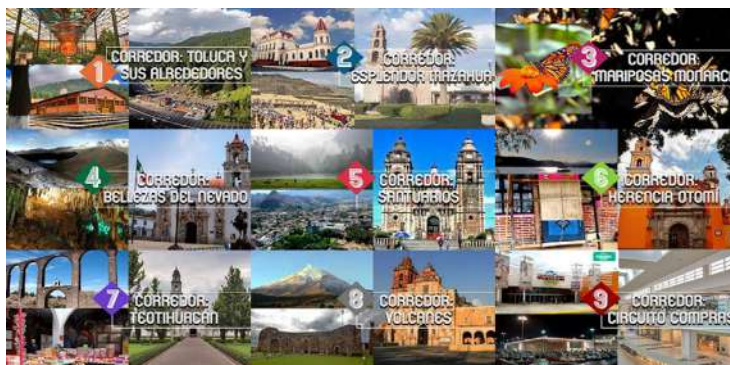 1
CORREDOR: TOLUCA Y
SUS ALREDEDORES
2
CORREDOR:
ESPLENDOR MAZAHUA
3
CORREDOR:
MARIPOSAS MONARCA
4
CORREDOR:
BELLEZAS DEL NEVADO
5
CORREDOR:
SANTUARIOS
6
CORREDOR:
HERENCIA OTOMÍ
7
CORREDOR:
TEOTIHUACÁN
8
CORREDOR:
VOLCANES
9
CORREDOR:
CIRCUITO COMPRAS